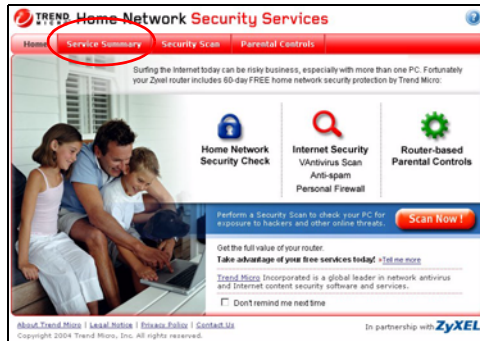 TREND MICRO Home Network Security Services
Home Service Summary Security Scan Parental Controls
Surfing the Internet today can be risky business, especially with more than one PC. Fortunately
your Zyxel router includes 60-day FREE home network security protection by Trend Micro:
Home Network
Security Check
Internet Security
VAntivirus Scan
Anti-spam
Personal Firewall
Router-based
Parental Controls
Perform a Security Scan to check your PC for
exposure to hackers and other online threats.
Scan Now !
Get the full value of your router.
Take advantage of your free services today! »Tell me more
Trend Micro Incorporated is a global leader in network antivirus
and Internet content security software and services.
Don't remind me next time
About Trend Micro | Legal Notice | Privacy Policy | Contact Us
Copyright 2004 Trend Micro, Inc. All rights reserved.
In partnership with ZyXEL